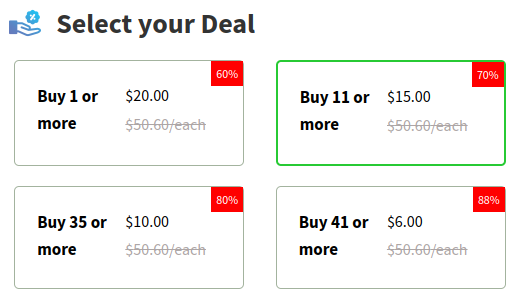 Select your Deal
60%
Buy 1 or
more
$20.00
$50.60/each
70%
Buy 11 or
more
$15.00
$50.60/each
80%
Buy 35 or
more
$10.00
$50.60/each
88%
Buy 41 or
more
$6.00
$50.60/each